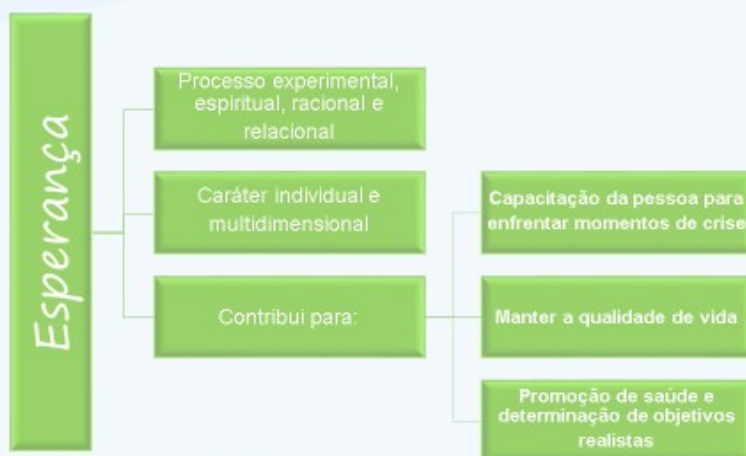 Esperança
Processo experimental,
espiritual, racional e
relacional
Caráter individual e
multidimensional
Contribui para:
Capacitação da pessoa para
enfrentar momentos de crise
Manter a qualidade de vida
Promoção de saúde e
determinação de objetivos
realistas